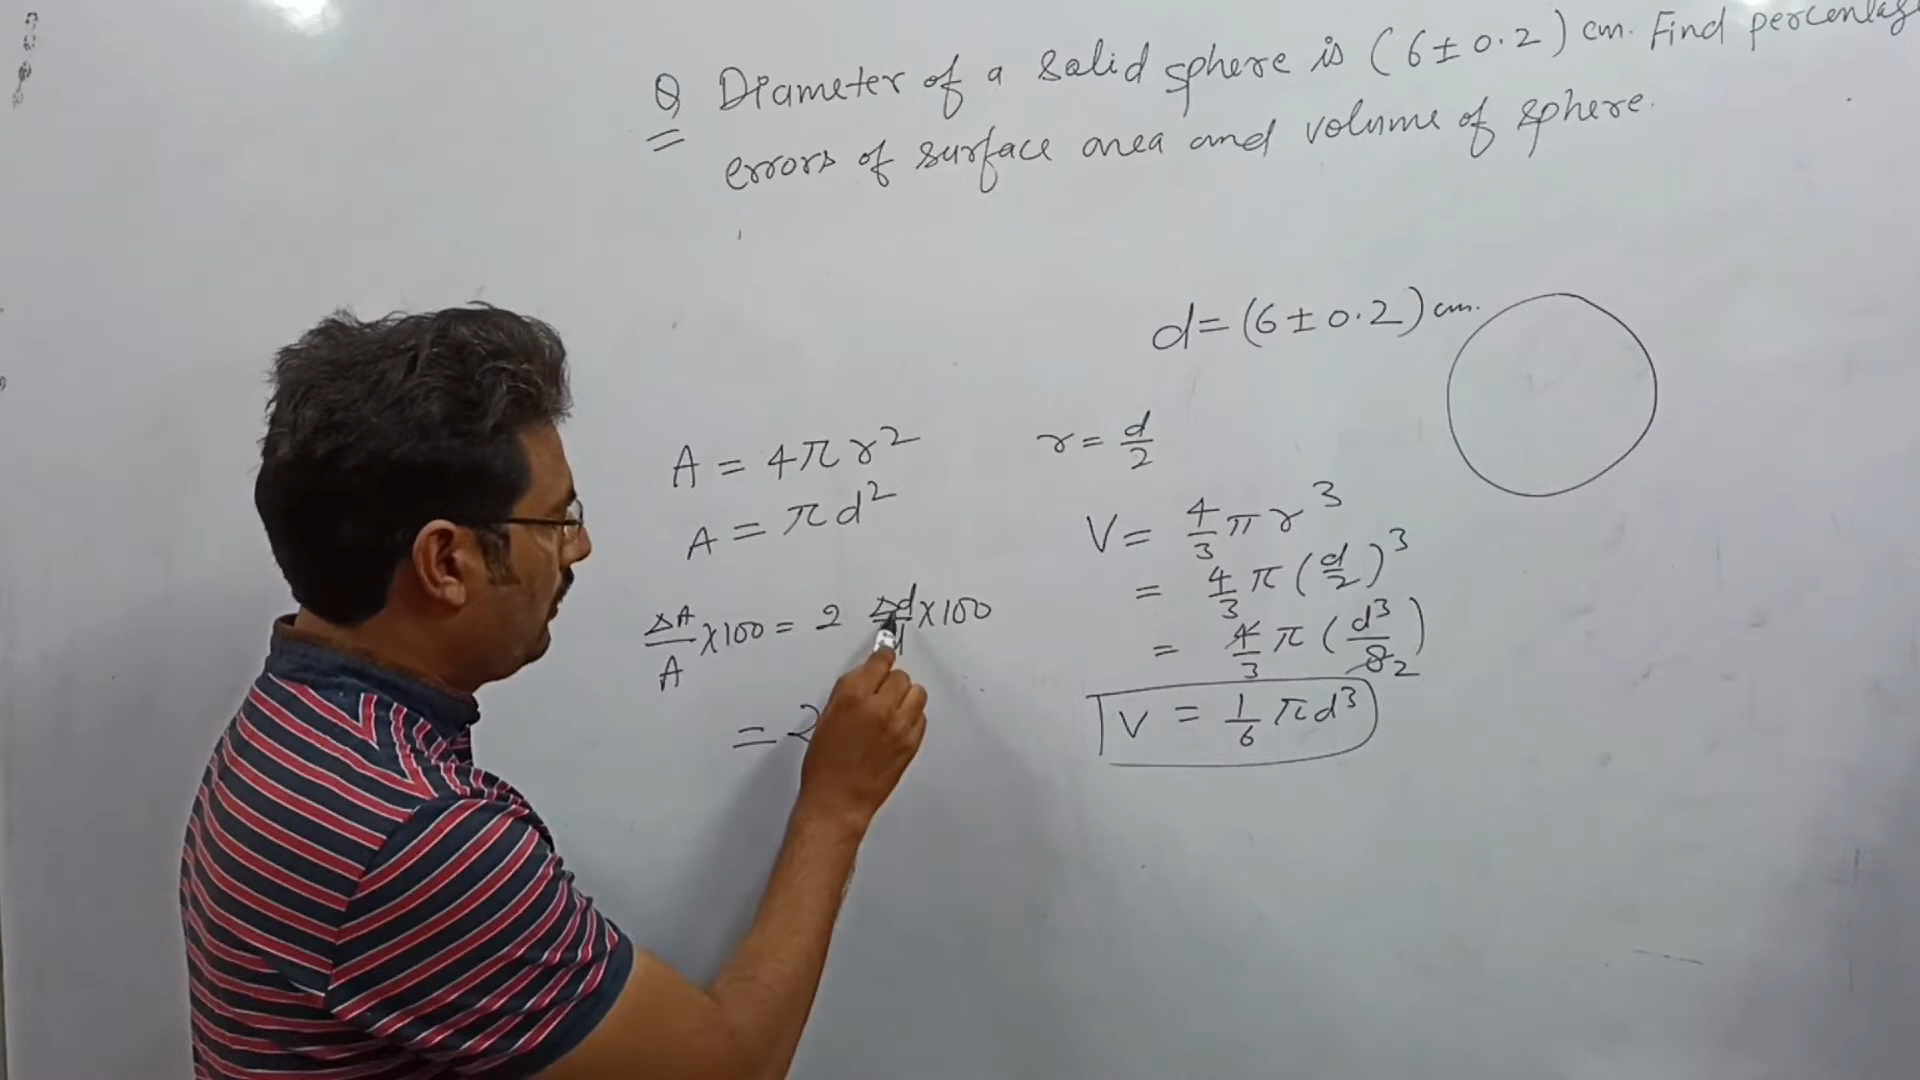 Q Diameter of a solid sphere is (6 ± 0.2) cm. Find percentage
errors of surface area and volume of sphere.
d = (6 ± 0.2) cm.
A = 4πr²
A = πd²
ΔA/A × 100 = 2 Δd/d × 100
= 2
r = d/2
V = 4/3 πr³
= 4/3 π (d/2)³
= 4/3 π (d³/8 2)
V = 1/6 πd³